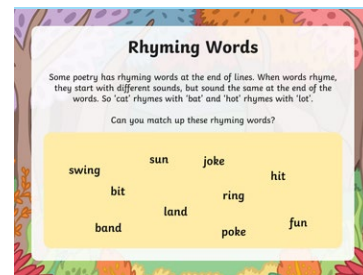 Rhyming Words
Some poetry has rhyming words at the end of lines. When words rhyme,
they start with different sounds, but sound the same at the end of the
words. So ‘cat’ rhymes with ‘bat’ and ‘hot’ rhymes with ‘lot’.
Can you match up these rhyming words?
swing sun joke hit
bit ring
land
band poke fun